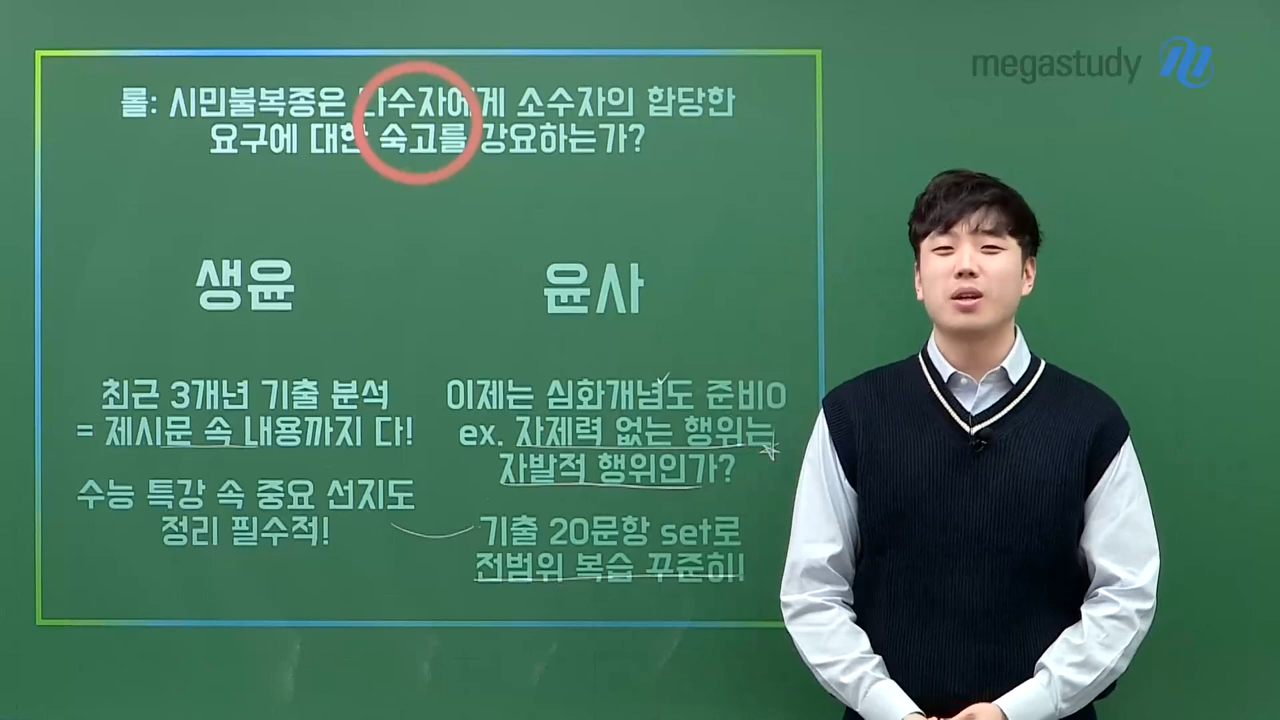 megastudy
롤: 시민불복종은 다수자에게 소수자의 합당한
요구에 대한 숙고를 강요하는가?
생윤
최근 3개년 기출 분석
= 제시문 속 내용까지 다!
수능 특강 속 중요 선지도
정리 필수적!
윤사
이제는 심화개념도 준비O
ex. 자제력 없는 행위는
자발적 행위인가?
기출 20문항 set로
전범위 복습 꾸준히!